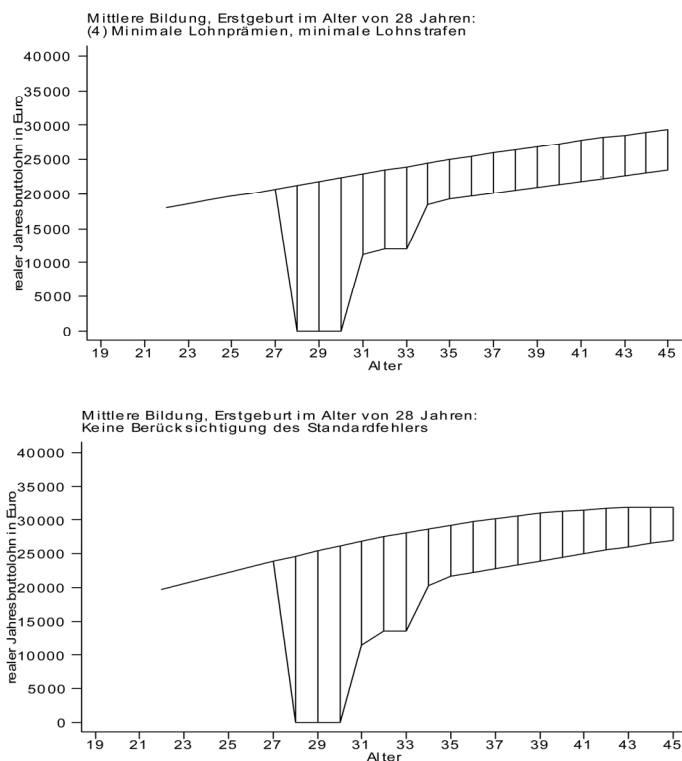 Mittlere Bildung, Erstgeburt im Alter von 28 Jahren:
(4) Minimale Lohnprämien, minimale Lohnstrafen
realer Jahresbruttolohn in Euro
40000
35000
30000
25000
20000
15000
10000
5000
0
19 21 23 25 27 29 31 33 35 37 39 41 43 45
Alter
Mittlere Bildung, Erstgeburt im Alter von 28 Jahren:
Keine Berücksichtigung des Standardfehlers
realer Jahresbruttolohn in Euro
40000
35000
30000
25000
20000
15000
10000
5000
0
19 21 23 25 27 29 31 33 35 37 39 41 43 45
Alter